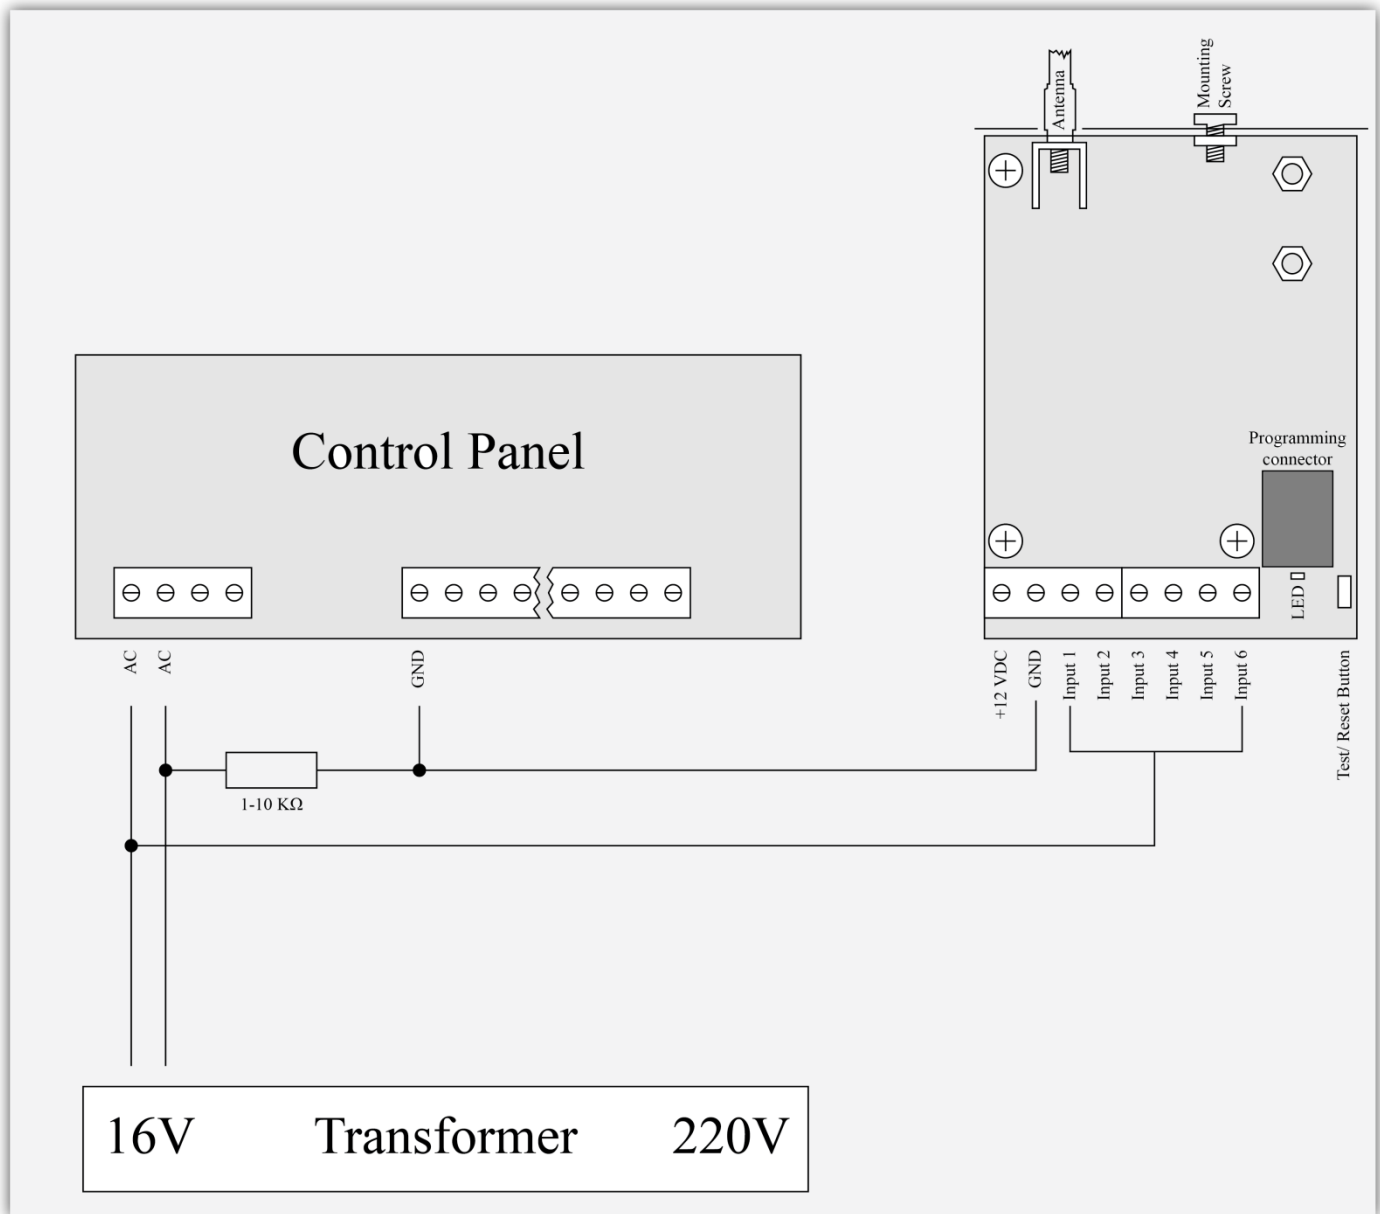 Mounting
Screw
Antenna
Control Panel
Programming
connector
LED
AC
AC
GND
+12 VDC
GND
Input 1
Input 2
Input 3
Input 4
Input 5
Input 6
Test/ Reset Button
1-10 KΩ
16V
Transformer
220V